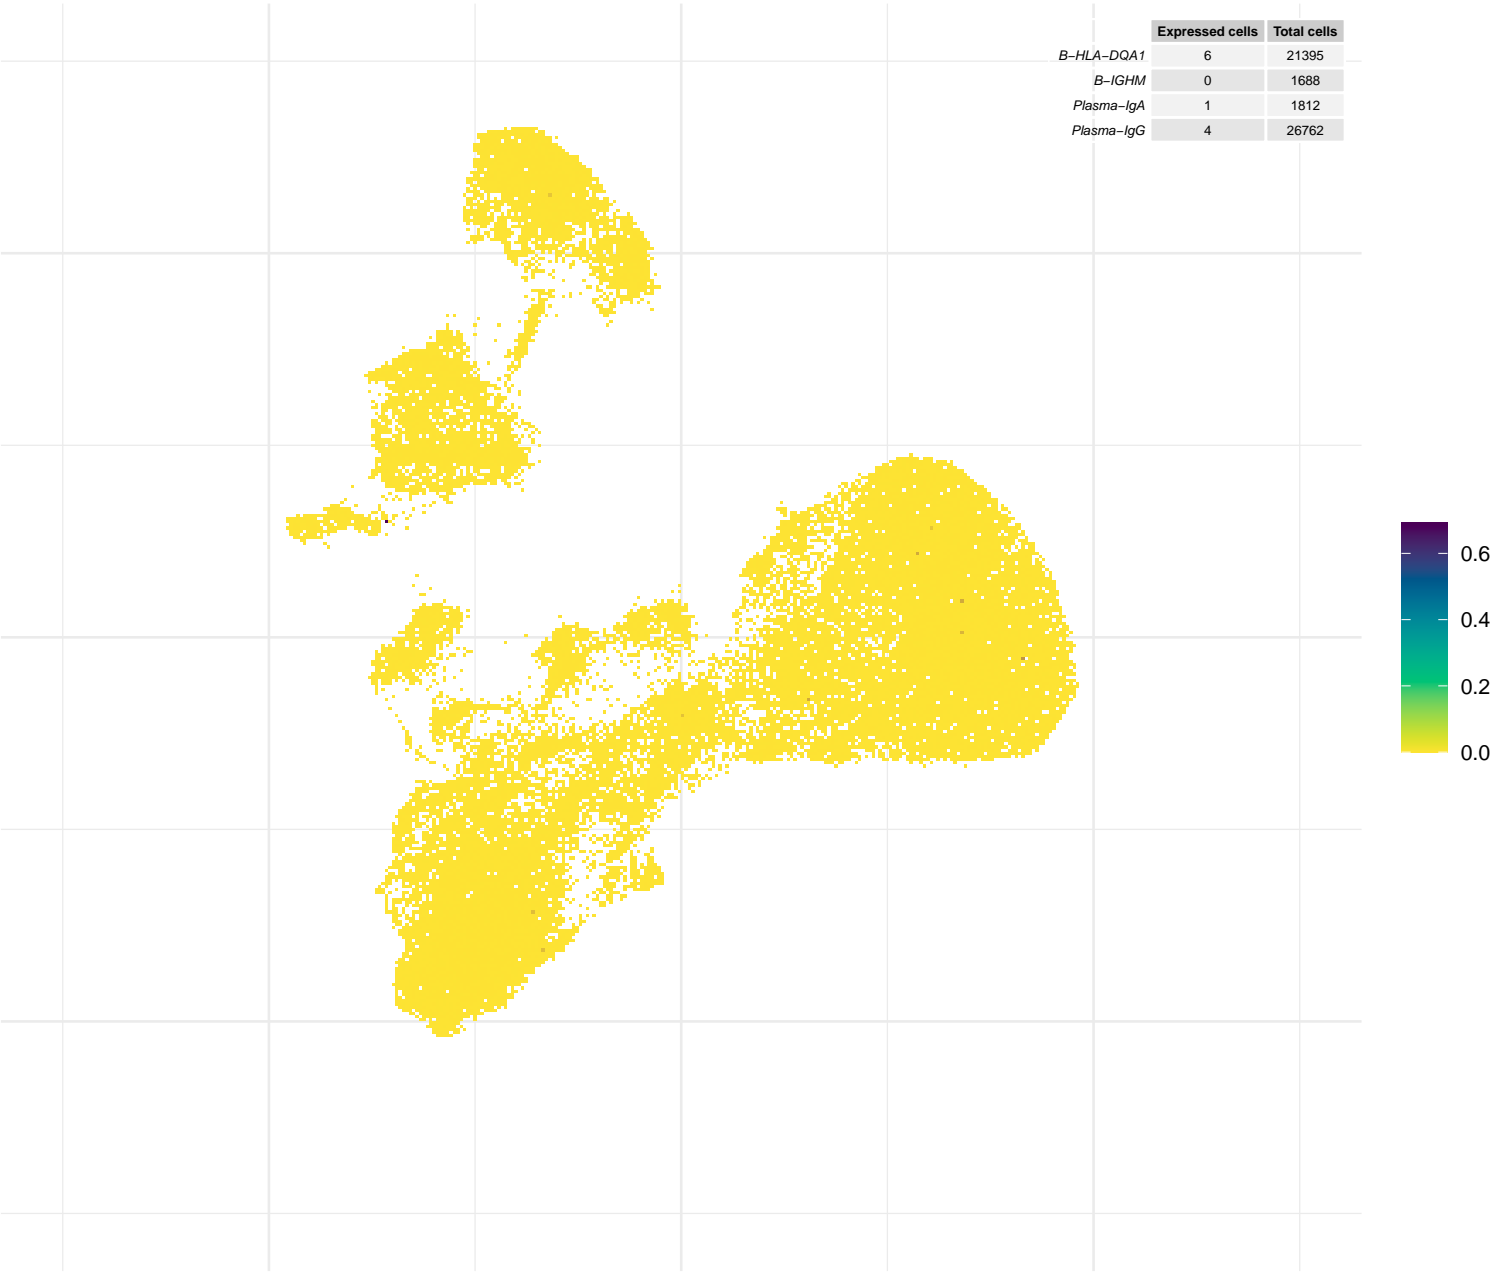 Expressed cells Total cells
B–HLA–DQA1 6 21395
B–IGHM 0 1688
Plasma–IgA 1 1812
Plasma–IgG 4 26762
0.6
0.4
0.2
0.0